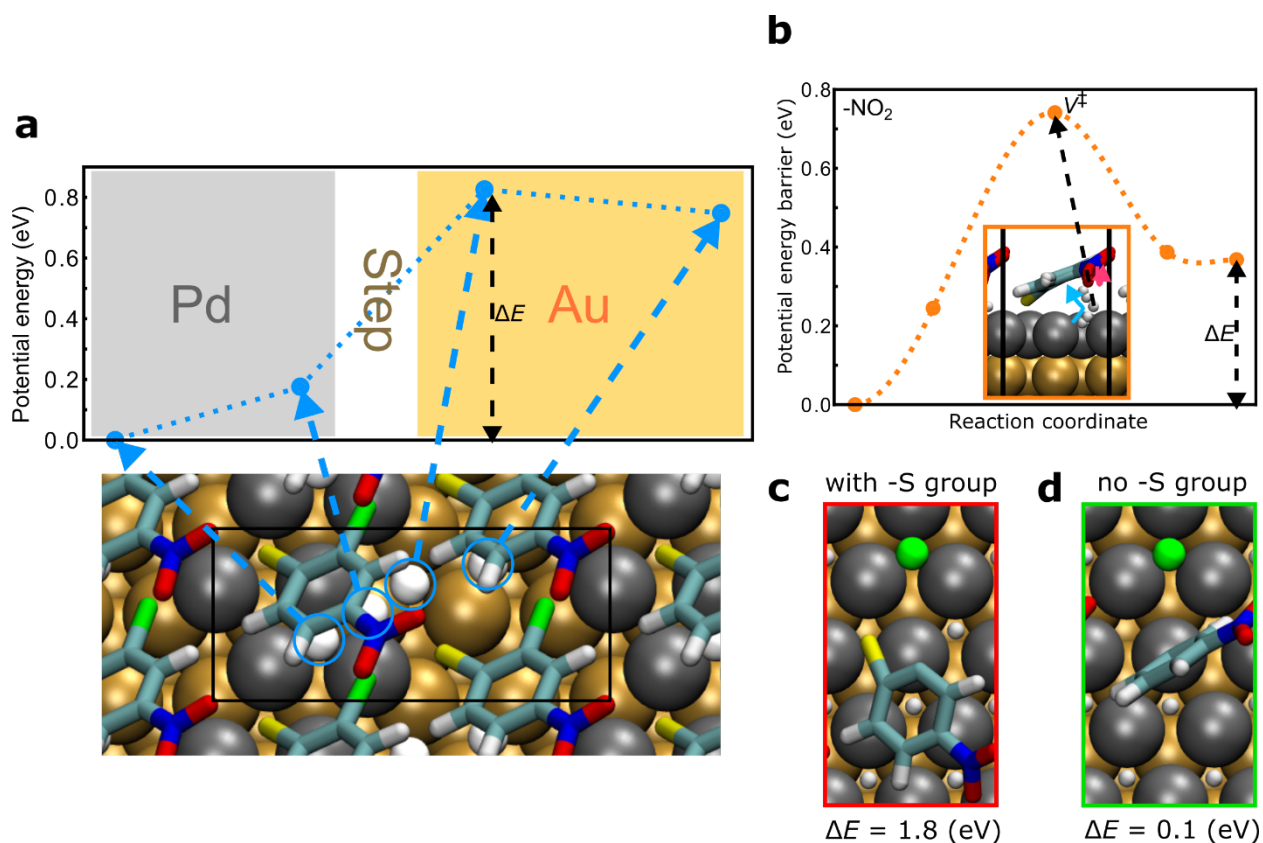 a
Potential energy (eV)
0.8
0.6
0.4
0.2
0.0
Pd
Step
ΔE
Au
b
Potential energy barrier (eV)
0.8
0.6
0.4
0.2
0.0
-NO₂
V‡
ΔE
Reaction coordinate
c
with -S group
ΔE = 1.8 (eV)
d
no -S group
ΔE = 0.1 (eV)